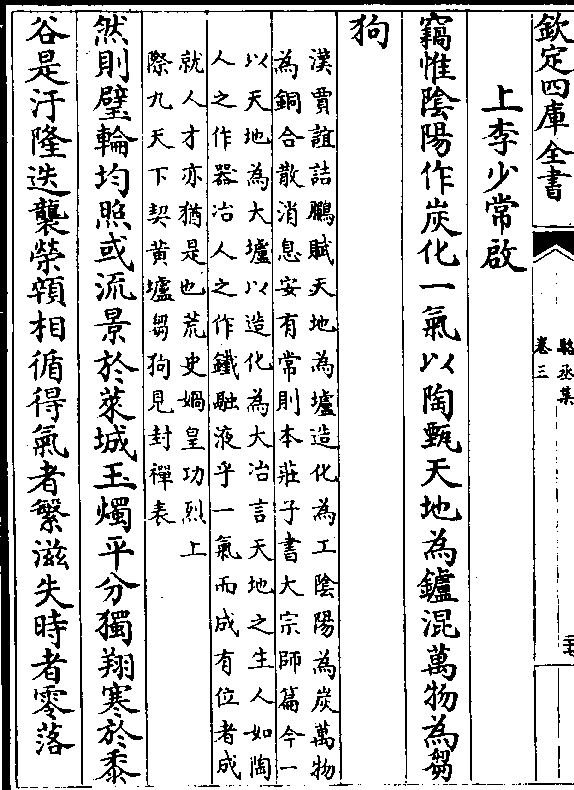 欽定四庫全書
駱丞集
卷三
上李少常啟
竊惟陰陽作炭化一氣以陶甄天地為鑪混萬物為芻
狗
漢賈誼詰鵬賦天地為壚造化為工陰陽為炭萬物
為銅合散消息安有常則本莊子書大宗師篇今一
以天地為大壚以造化為大冶言天地之生人如陶
人之作器冶人之作鐵融液乎一氣而成有位者成
就人才亦猶是也荒史媧皇功烈上
際九天下契黃壚芻狗見封禪表
然則璧輪均照或流景於萊城玉燭平分獨翔寒於黍
谷是汙隆迭襲榮顇相循得氣者繁滋失時者零落